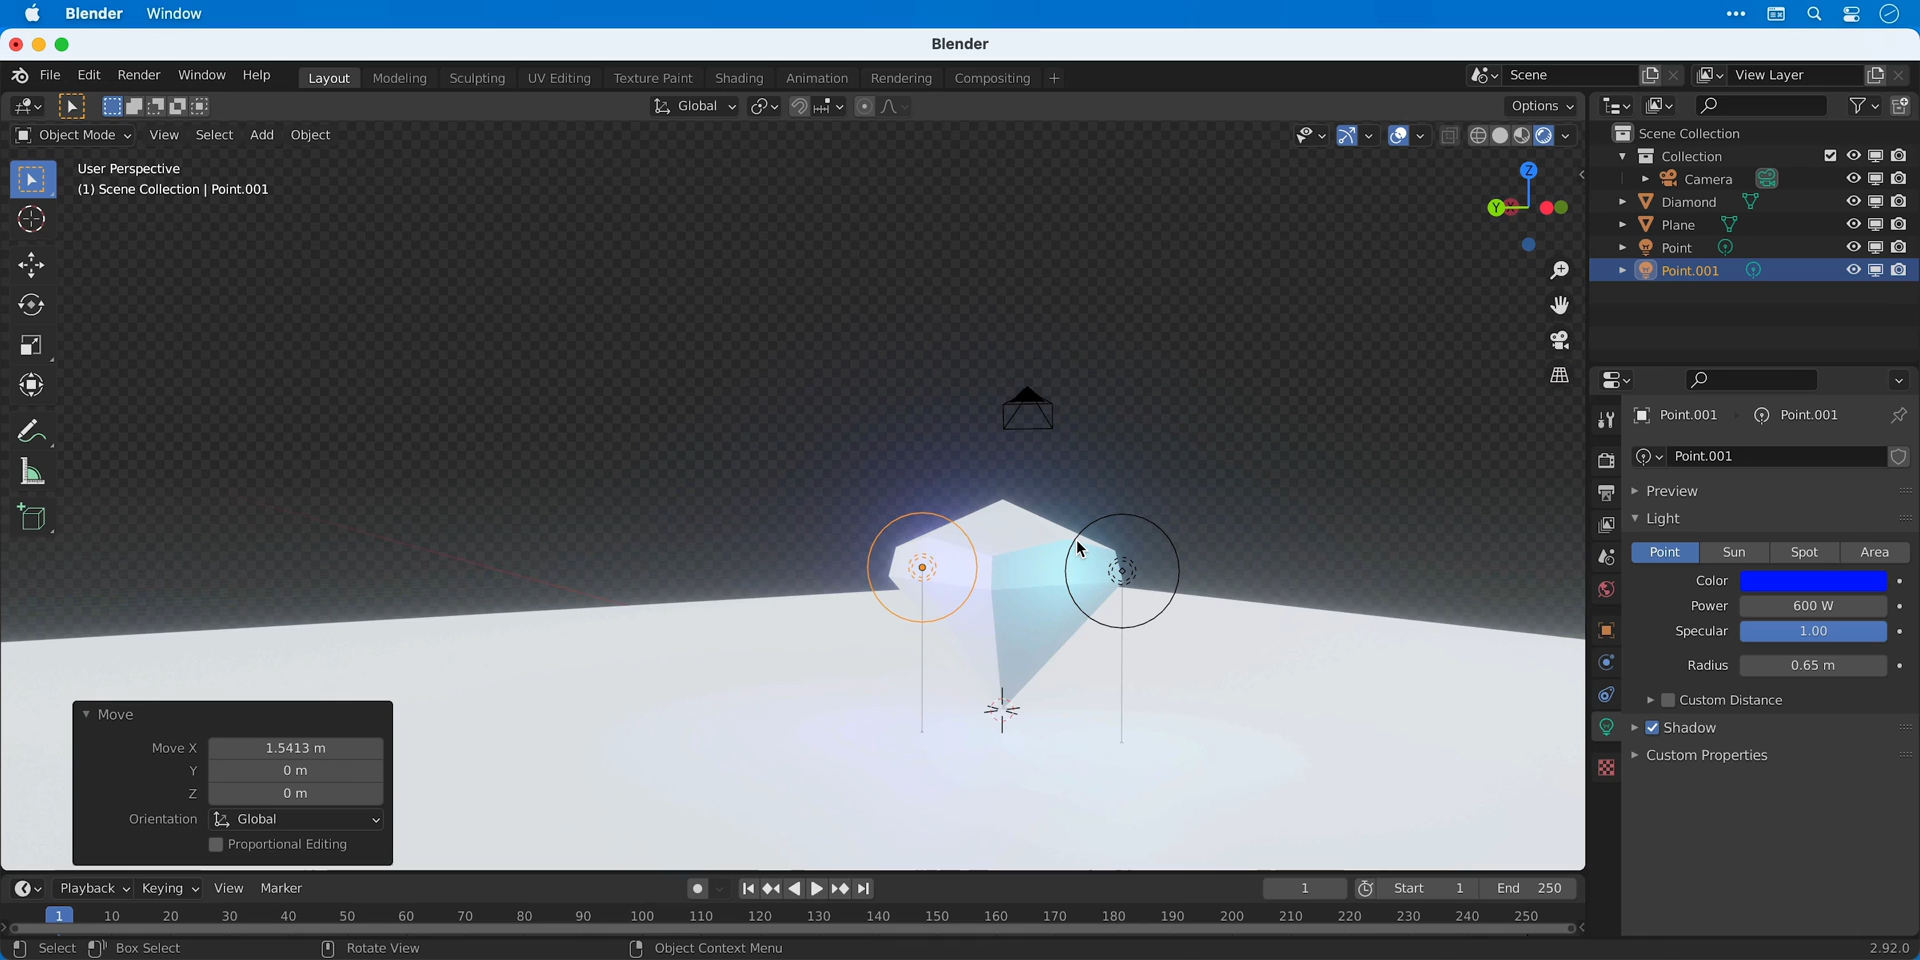 Blender Window
Blender
File Edit Render Window Help Layout Modeling Sculpting UV Editing Texture Paint Shading Animation Rendering Compositing + Scene View Layer
Global Options
Object Mode View Select Add Object
User Perspective
(1) Scene Collection | Point.001
Z
Y
X
Scene Collection
Collection
Camera
Diamond
Plane
Point
Point.001
Point.001 Point.001
Point.001
Preview
Light
Point Sun Spot Area
Color
Power 600 W
Specular 1.00
Radius 0.65 m
Custom Distance
Shadow
Custom Properties
Move
Move X 1.5413 m
Y 0 m
Z 0 m
Orientation Global
Proportional Editing
Playback Keying View Marker 1 Start 1 End 250
1 10 20 30 40 50 60 70 80 90 100 110 120 130 140 150 160 170 180 190 200 210 220 230 240 250
Select Box Select Rotate View Object Context Menu 2.92.0